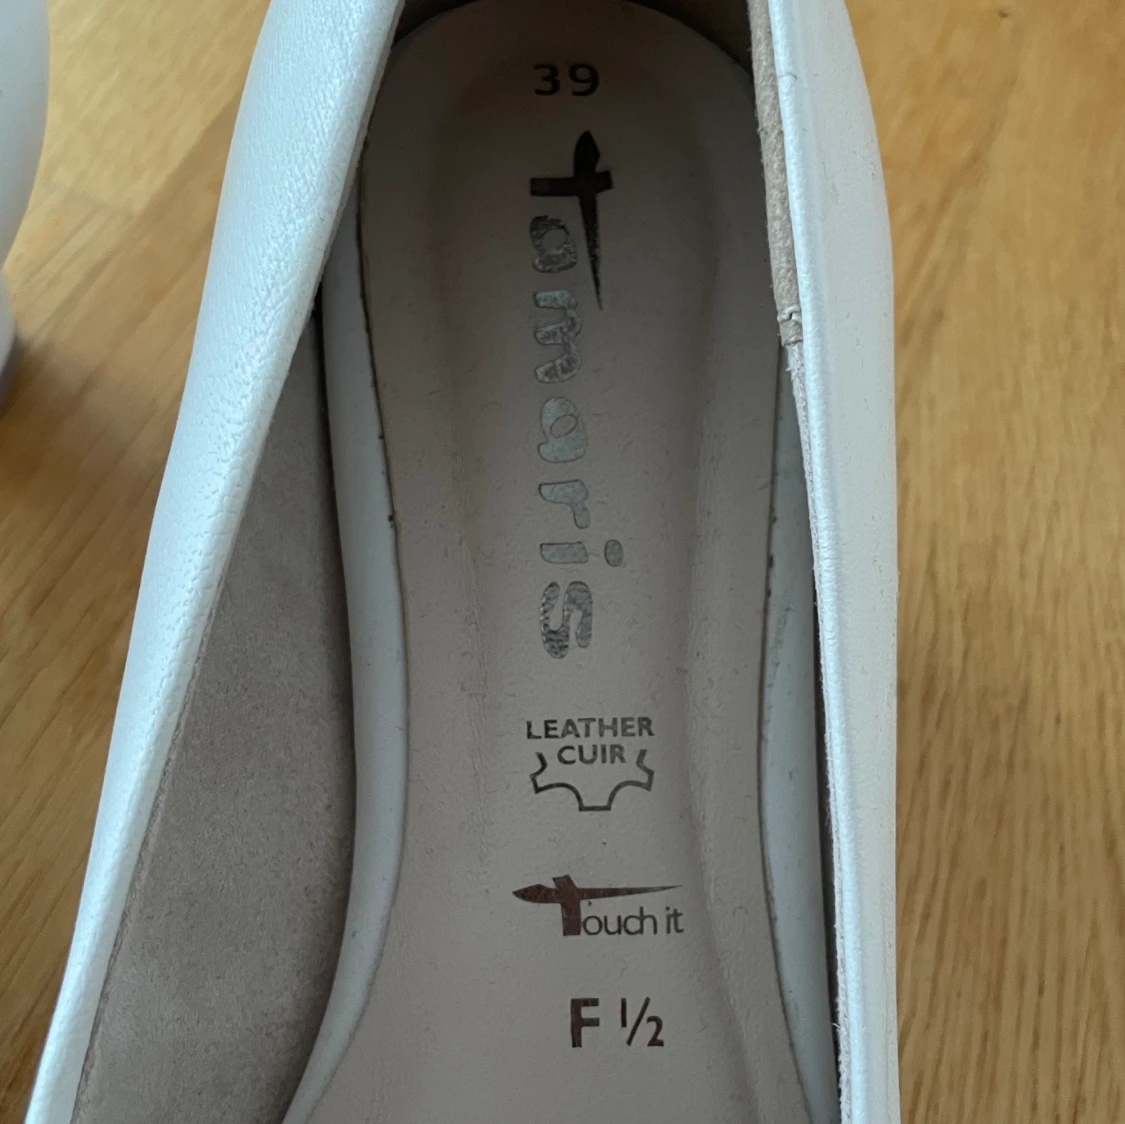 39
tamaris
LEATHER
CUIR
Touch it
F ½